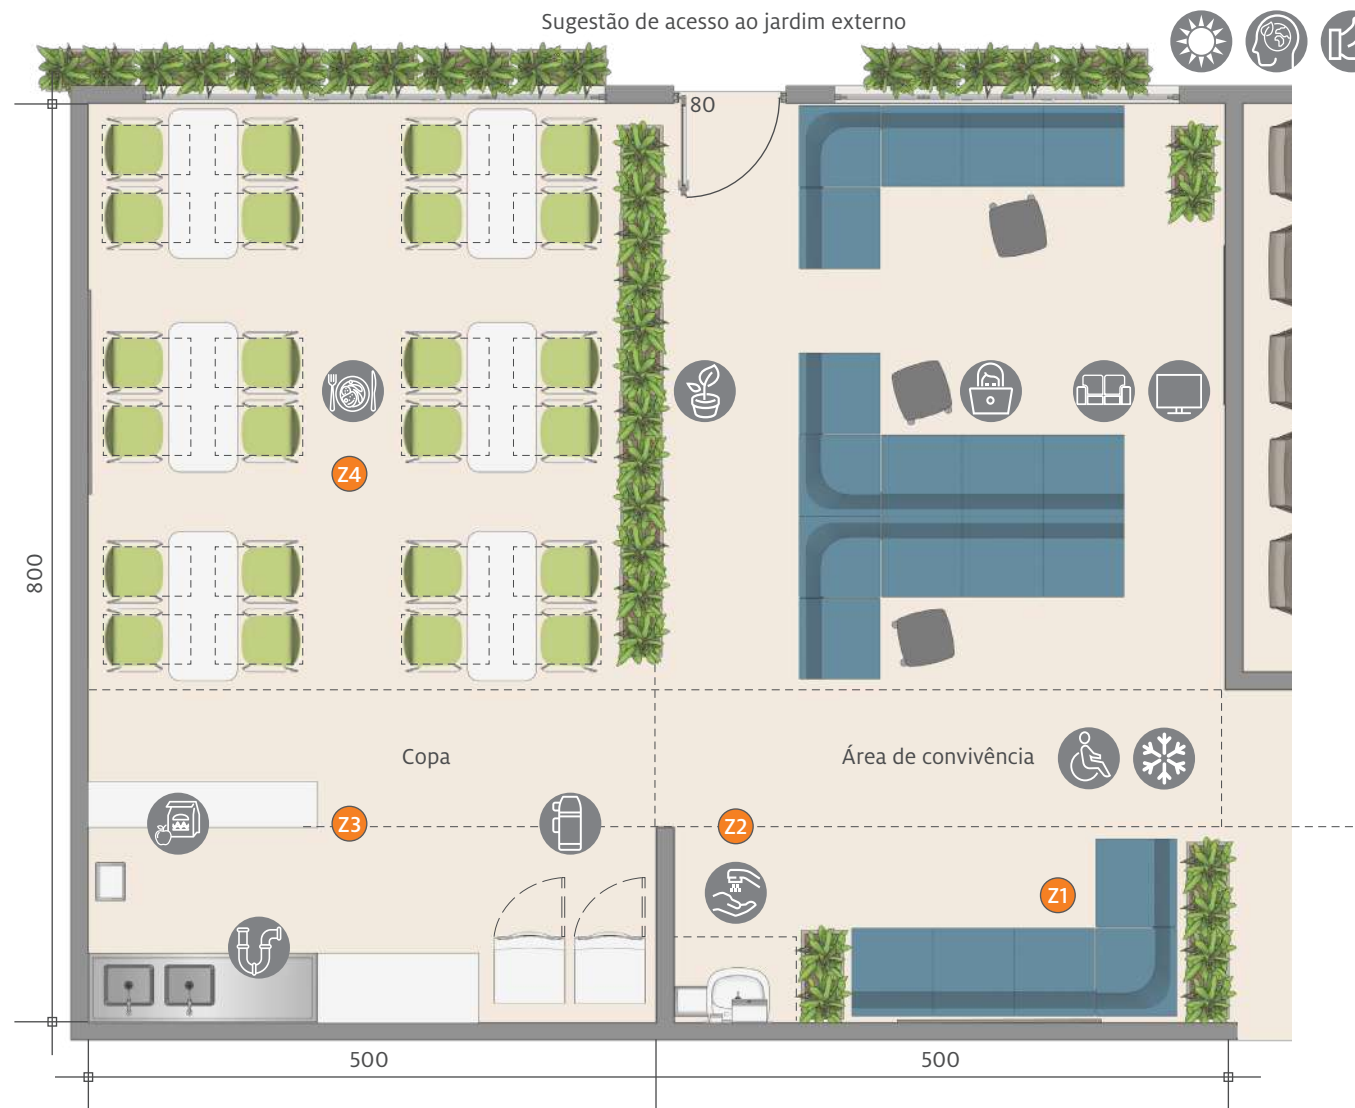 Sugestão de acesso ao jardim externo
80
Z4
800
Copa
Área de convivência
Z3
Z2
Z1
500
500